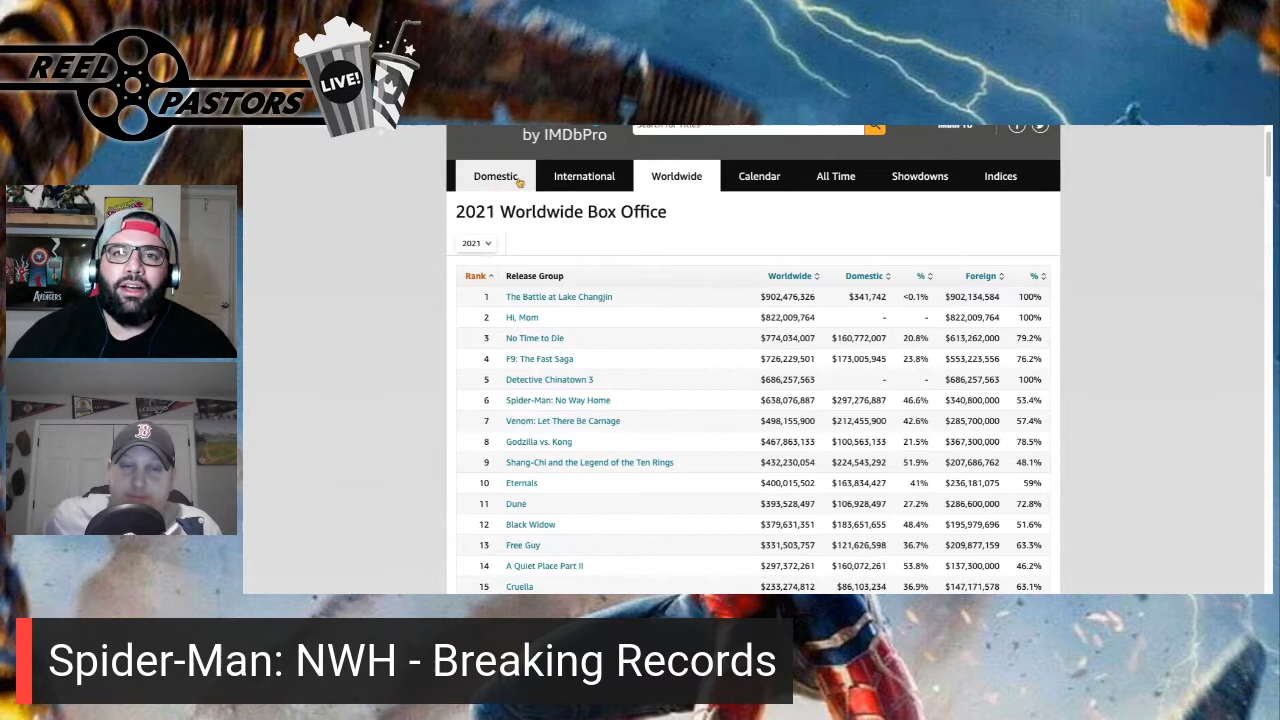 REEL
PASTORS
LIVE!
by IMDbPro
Search for Titles
Domestic International Worldwide Calendar All Time Showdowns Indices
2021 Worldwide Box Office
2021
Rank Release Group Worldwide Domestic % Foreign %
1 The Battle at Lake Changjin $902,476,326 $341,742 <0.1% $902,134,584 100%
2 Hi, Mom $822,009,764 - - $822,009,764 100%
3 No Time to Die $774,034,007 $160,772,007 20.8% $613,262,000 79.2%
4 F9: The Fast Saga $726,229,501 $173,005,945 23.8% $553,223,556 76.2%
5 Detective Chinatown 3 $686,257,563 - - $686,257,563 100%
6 Spider-Man: No Way Home $638,076,887 $297,276,887 46.6% $340,800,000 53.4%
7 Venom: Let There Be Carnage $498,155,900 $212,455,900 42.6% $285,700,000 57.4%
8 Godzilla vs. Kong $467,863,133 $100,563,133 21.5% $367,300,000 78.5%
9 Shang-Chi and the Legend of the Ten Rings $432,230,054 $224,543,292 51.9% $207,686,762 48.1%
10 Eternals $400,015,502 $163,834,427 41% $236,181,075 59%
11 Dune $393,528,497 $106,928,497 27.2% $286,600,000 72.8%
12 Black Widow $379,631,351 $183,651,655 48.4% $195,979,696 51.6%
13 Free Guy $331,503,757 $121,626,598 36.7% $209,877,159 63.3%
14 A Quiet Place Part II $297,372,261 $160,072,261 53.8% $137,300,000 46.2%
15 Cruella $233,274,812 $86,103,234 36.9% $147,171,578 63.1%
AVENGERS
B
Spider-Man: NWH - Breaking Records